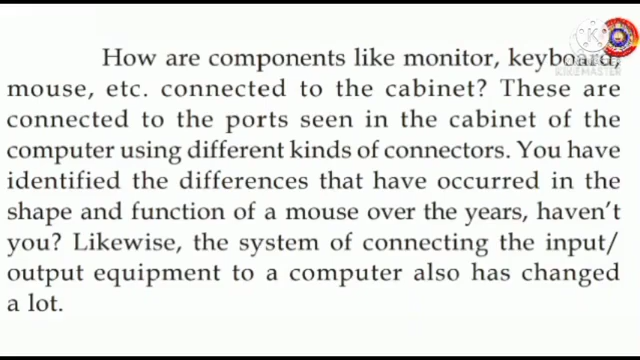 How are components like monitor, keyboard,
mouse, etc. connected to the cabinet? These are
connected to the ports seen in the cabinet of the
computer using different kinds of connectors. You have
identified the differences that have occurred in the
shape and function of a mouse over the years, haven't
you? Likewise, the system of connecting the input/
output equipment to a computer also has changed
a lot.
KINEMASTER